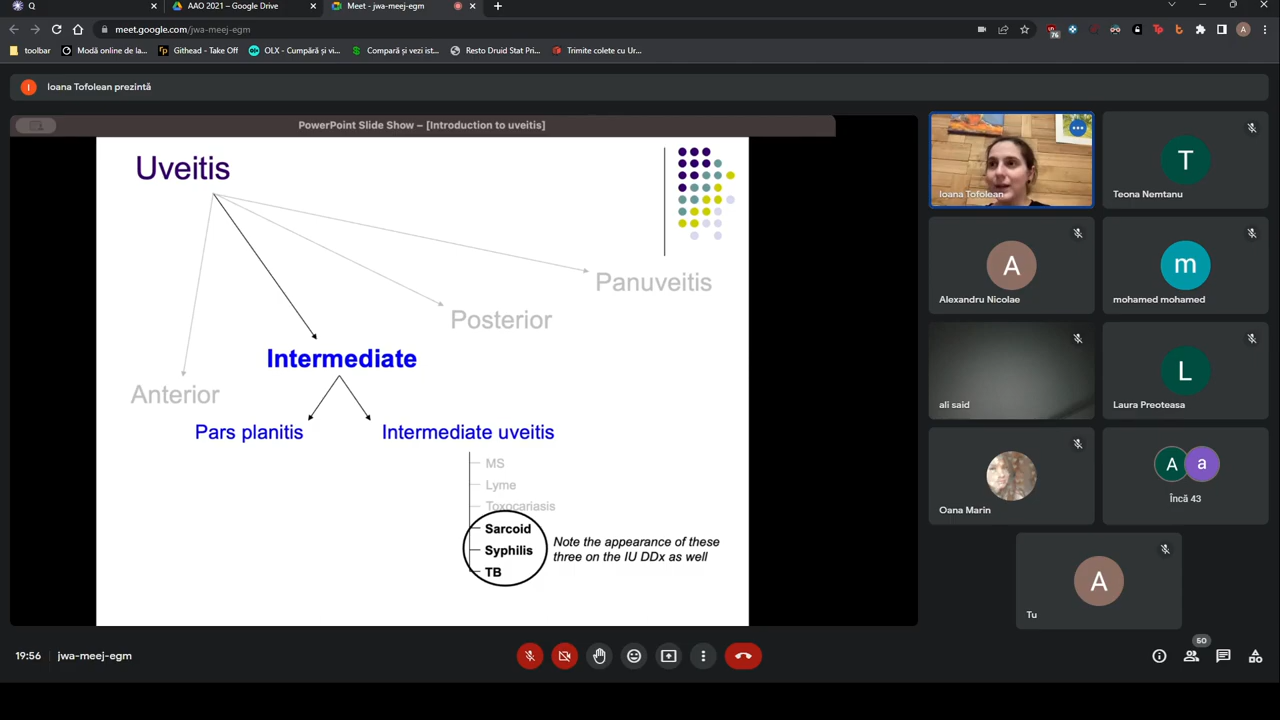 Q
AAO 2021 – Google Drive
Meet - jwa-meej-egm
meet.google.com/jwa-meej-egm
76
A
toolbar
Modă online de la...
Githead - Take Off
OLX - Cumpără și vi...
Compară și vezi ist...
Resto Druid Stat Pri...
Trimite colete cu Ur...
I
Ioana Tofolean prezintă
PowerPoint Slide Show – [Introduction to uveitis]
Uveitis
Panuveitis
Posterior
Intermediate
Anterior
Pars planitis
Intermediate uveitis
MS
Lyme
Toxocariasis
Sarcoid
Syphilis
TB
Note the appearance of these
three on the IU DDx as well
Ioana Tofolean
T
Teona Nemtanu
A
Alexandru Nicolae
m
mohamed mohamed
ali said
L
Laura Preoteasa
Oana Marin
A
a
Încă 43
A
Tu
19:56
jwa-meej-egm
50